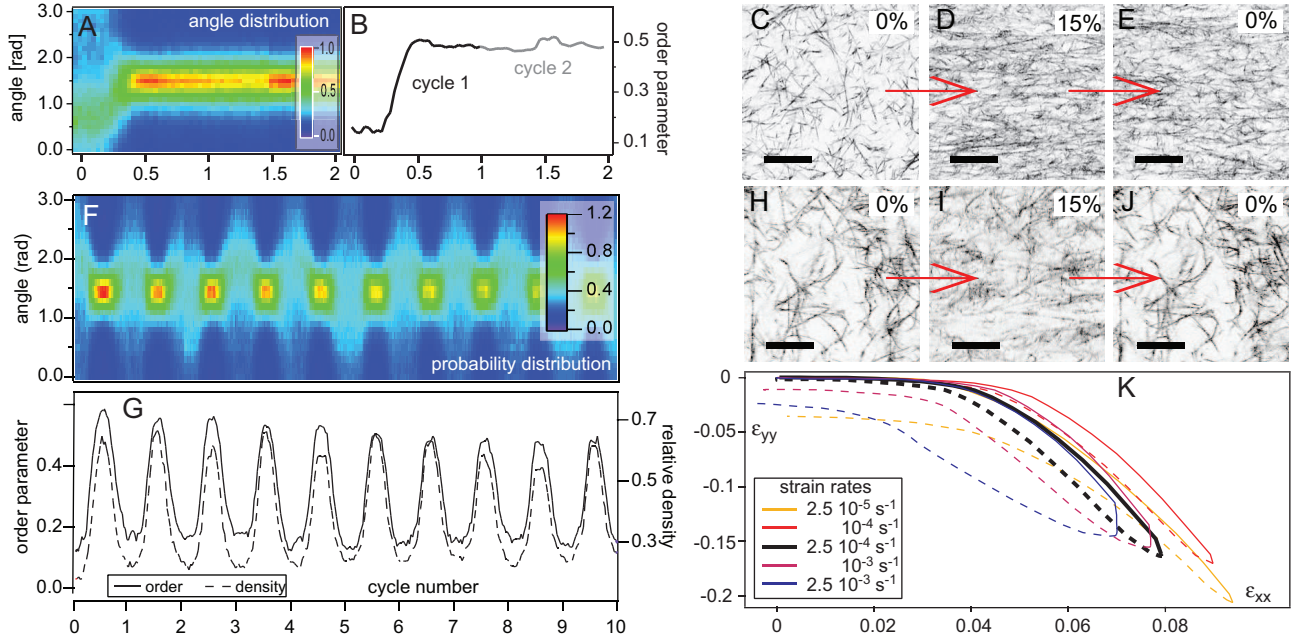 A
angle distribution
angle [rad]
3.0
2.0
1.0
0.0
1.0
0.5
0.0
0
0.5
1
1.5
2
B
cycle 1
cycle 2
order parameter
0.5
0.3
0.1
0
0.5
1
1.5
2
C
0%
D
15%
E
0%
F
angle (rad)
3.0
2.0
1.0
0.0
1.2
0.8
0.4
0.0
probability distribution
H
0%
I
15%
J
0%
G
order parameter
0.4
0.2
0.0
relative density
0.7
0.5
0.3
order
density
cycle number
0 1 2 3 4 5 6 7 8 9 10
K
0
-0.05
-0.1
-0.15
-0.2
εyy
strain rates
2.5 10⁻⁵ s⁻¹
10⁻⁴ s⁻¹
2.5 10⁻⁴ s⁻¹
10⁻³ s⁻¹
2.5 10⁻³ s⁻¹
εxx
0 0.02 0.04 0.06 0.08